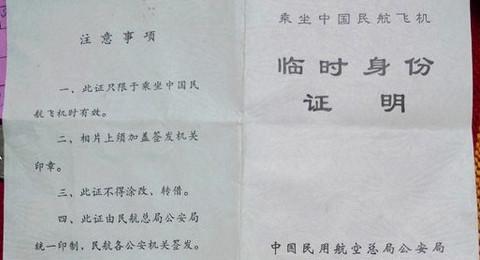 注意事项
一、此证只限于乘坐中国民
航飞机时有效。
二、相片上须加盖签发机关
印章。
三、此证不得涂改、转借。
四、此证由民航总局公安局
统一印制,民航各公安机关签发。
乘坐中国民航飞机
临时身份
证明
中国民用航空总局公安局